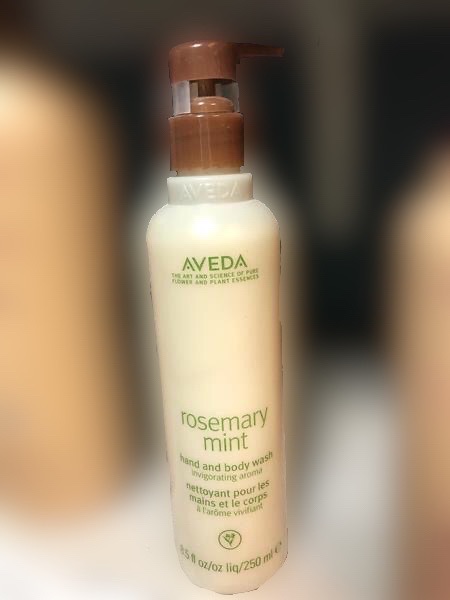 AVEDA
AVEDA
THE ART AND SCIENCE OF PURE
FLOWER AND PLANT ESSENCES
rosemary
mint
hand and body wash
invigorating aroma
nettoyant pour les
mains et le corps
à l'arôme vivifiant
8.5 fl oz/oz liq/250 ml e